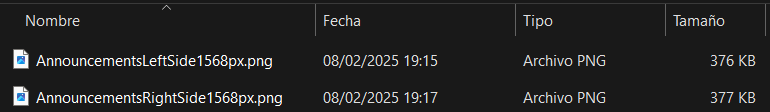 Nombre Fecha Tipo Tamaño
AnnouncementsLeftSide1568px.png 08/02/2025 19:15 Archivo PNG 376 KB
AnnouncementsRightSide1568px.png 08/02/2025 19:17 Archivo PNG 377 KB